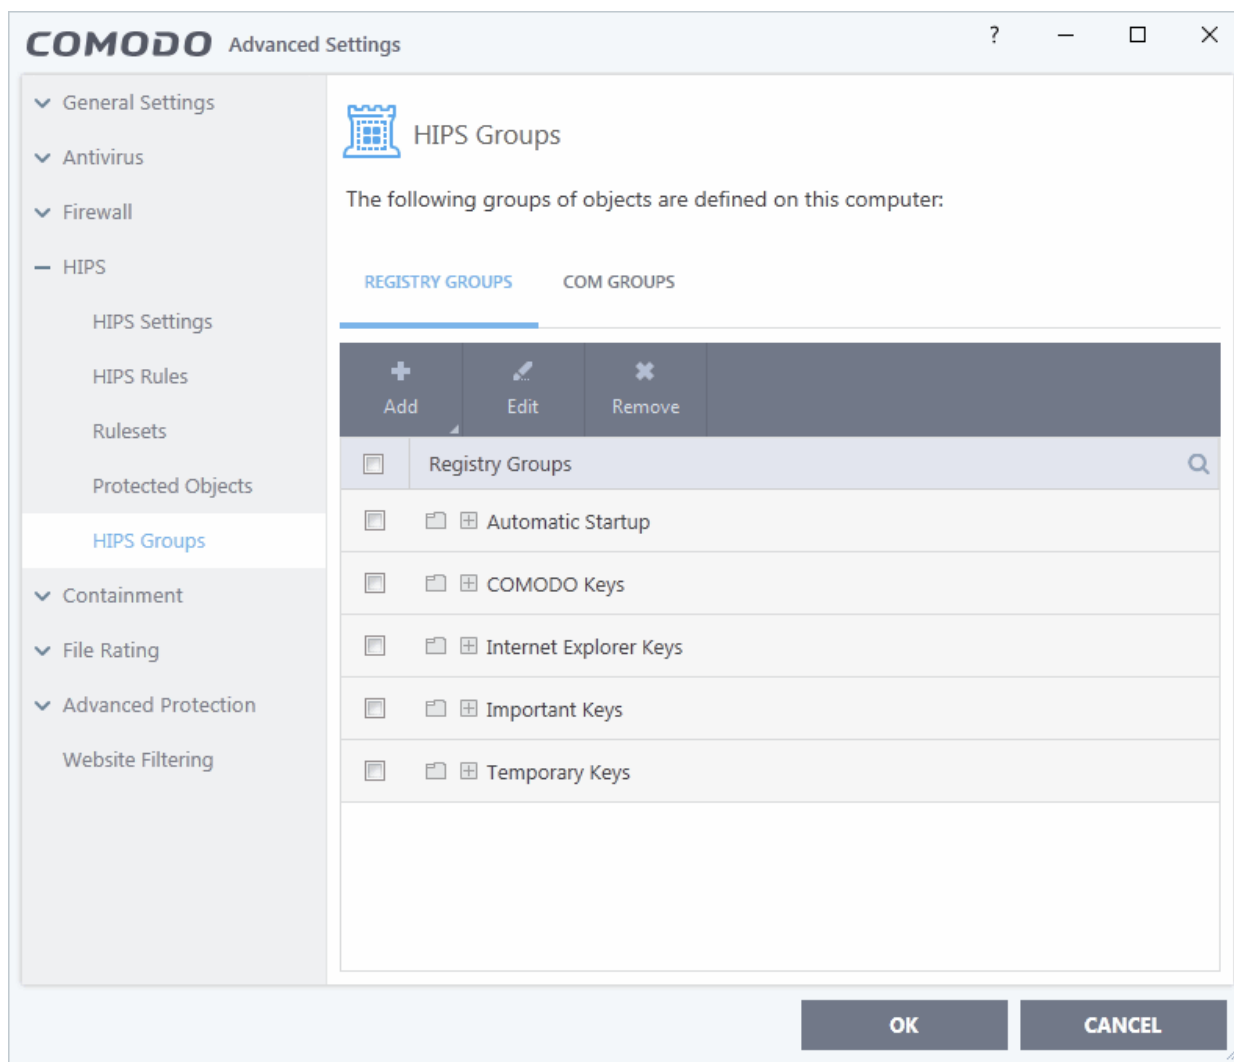 COMODO Advanced Settings ?
General Settings
Antivirus
Firewall
HIPS
HIPS Settings
HIPS Rules
Rulesets
Protected Objects
HIPS Groups
Containment
File Rating
Advanced Protection
Website Filtering
HIPS Groups
The following groups of objects are defined on this computer:
REGISTRY GROUPS COM GROUPS
Add Edit Remove
Registry Groups
Automatic Startup
COMODO Keys
Internet Explorer Keys
Important Keys
Temporary Keys
OK CANCEL